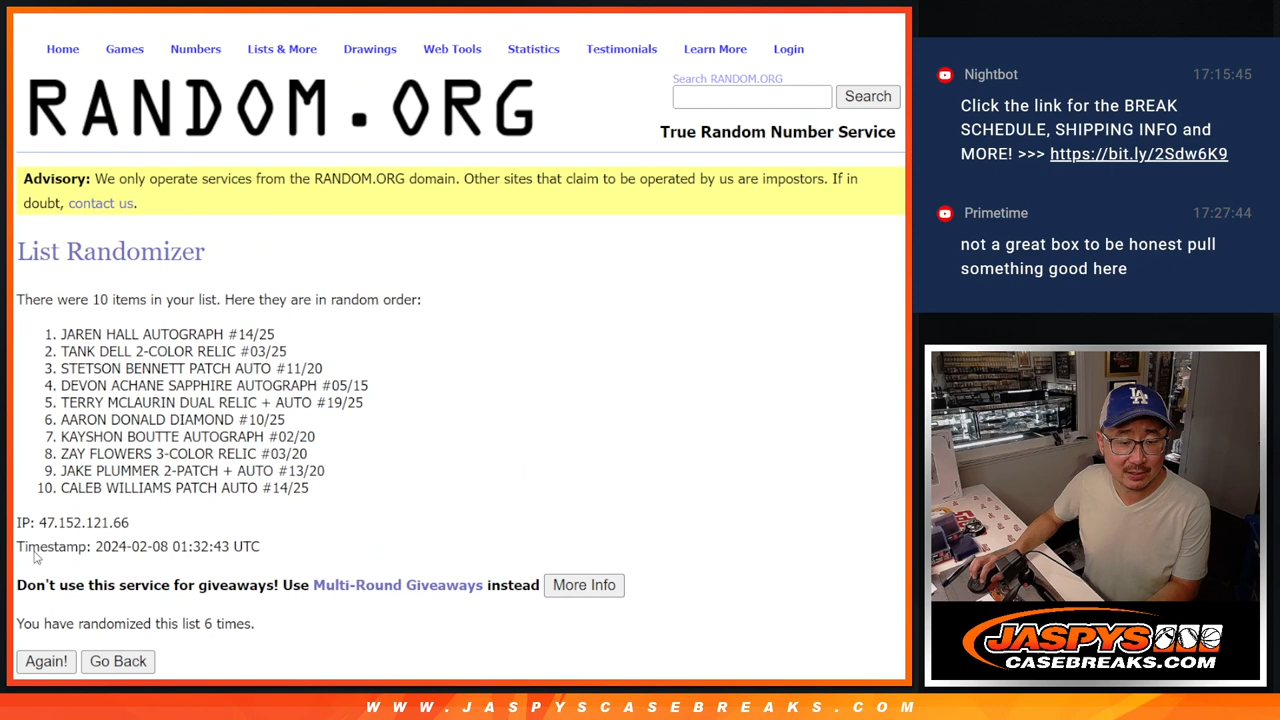 Home Games Numbers Lists & More Drawings Web Tools Statistics Testimonials Learn More Login
RANDOM.ORG
Search RANDOM.ORG
Search
True Random Number Service
Advisory: We only operate services from the RANDOM.ORG domain. Other sites that claim to be operated by us are impostors. If in
doubt, contact us.
List Randomizer
There were 10 items in your list. Here they are in random order:
1. JAREN HALL AUTOGRAPH #14/25
2. TANK DELL 2-COLOR RELIC #03/25
3. STETSON BENNETT PATCH AUTO #11/20
4. DEVON ACHANE SAPPHIRE AUTOGRAPH #05/15
5. TERRY MCLAURIN DUAL RELIC + AUTO #19/25
6. AARON DONALD DIAMOND #10/25
7. KAYSHON BOUTTE AUTOGRAPH #02/20
8. ZAY FLOWERS 3-COLOR RELIC #03/20
9. JAKE PLUMMER 2-PATCH + AUTO #13/20
10. CALEB WILLIAMS PATCH AUTO #14/25
IP: 47.152.121.66
Timestamp: 2024-02-08 01:32:43 UTC
Don't use this service for giveaways! Use Multi-Round Giveaways instead More Info
You have randomized this list 6 times.
Again! Go Back
Nightbot 17:15:45
Click the link for the BREAK
SCHEDULE, SHIPPING INFO and
MORE! >>> https://bit.ly/2Sdw6K9
Primetime 17:27:44
not a great box to be honest pull
something good here
LA
JASPYS
CASEBREAKS.COM
WWW.JASPYSCASEBREAKS.COM